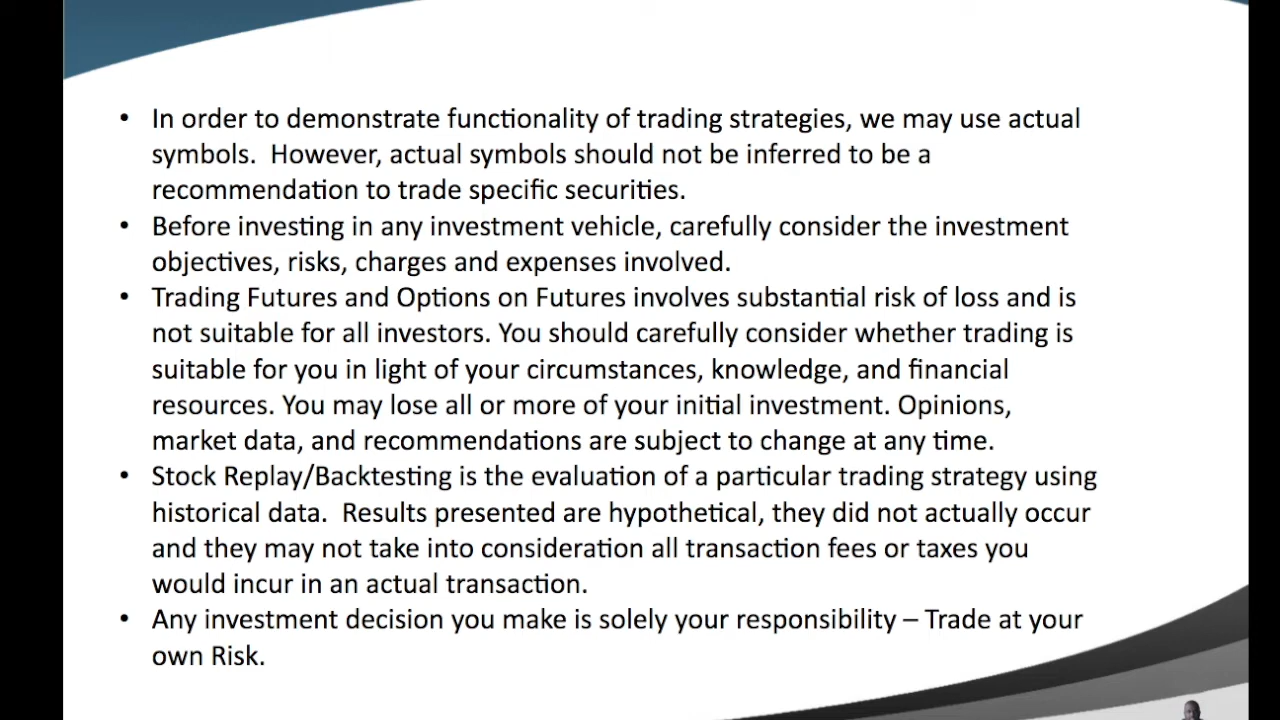 • In order to demonstrate functionality of trading strategies, we may use actual
symbols.  However, actual symbols should not be inferred to be a
recommendation to trade specific securities.
• Before investing in any investment vehicle, carefully consider the investment
objectives, risks, charges and expenses involved.
• Trading Futures and Options on Futures involves substantial risk of loss and is
not suitable for all investors. You should carefully consider whether trading is
suitable for you in light of your circumstances, knowledge, and financial
resources. You may lose all or more of your initial investment. Opinions,
market data, and recommendations are subject to change at any time.
• Stock Replay/Backtesting is the evaluation of a particular trading strategy using
historical data.  Results presented are hypothetical, they did not actually occur
and they may not take into consideration all transaction fees or taxes you
would incur in an actual transaction.
• Any investment decision you make is solely your responsibility – Trade at your
own Risk.